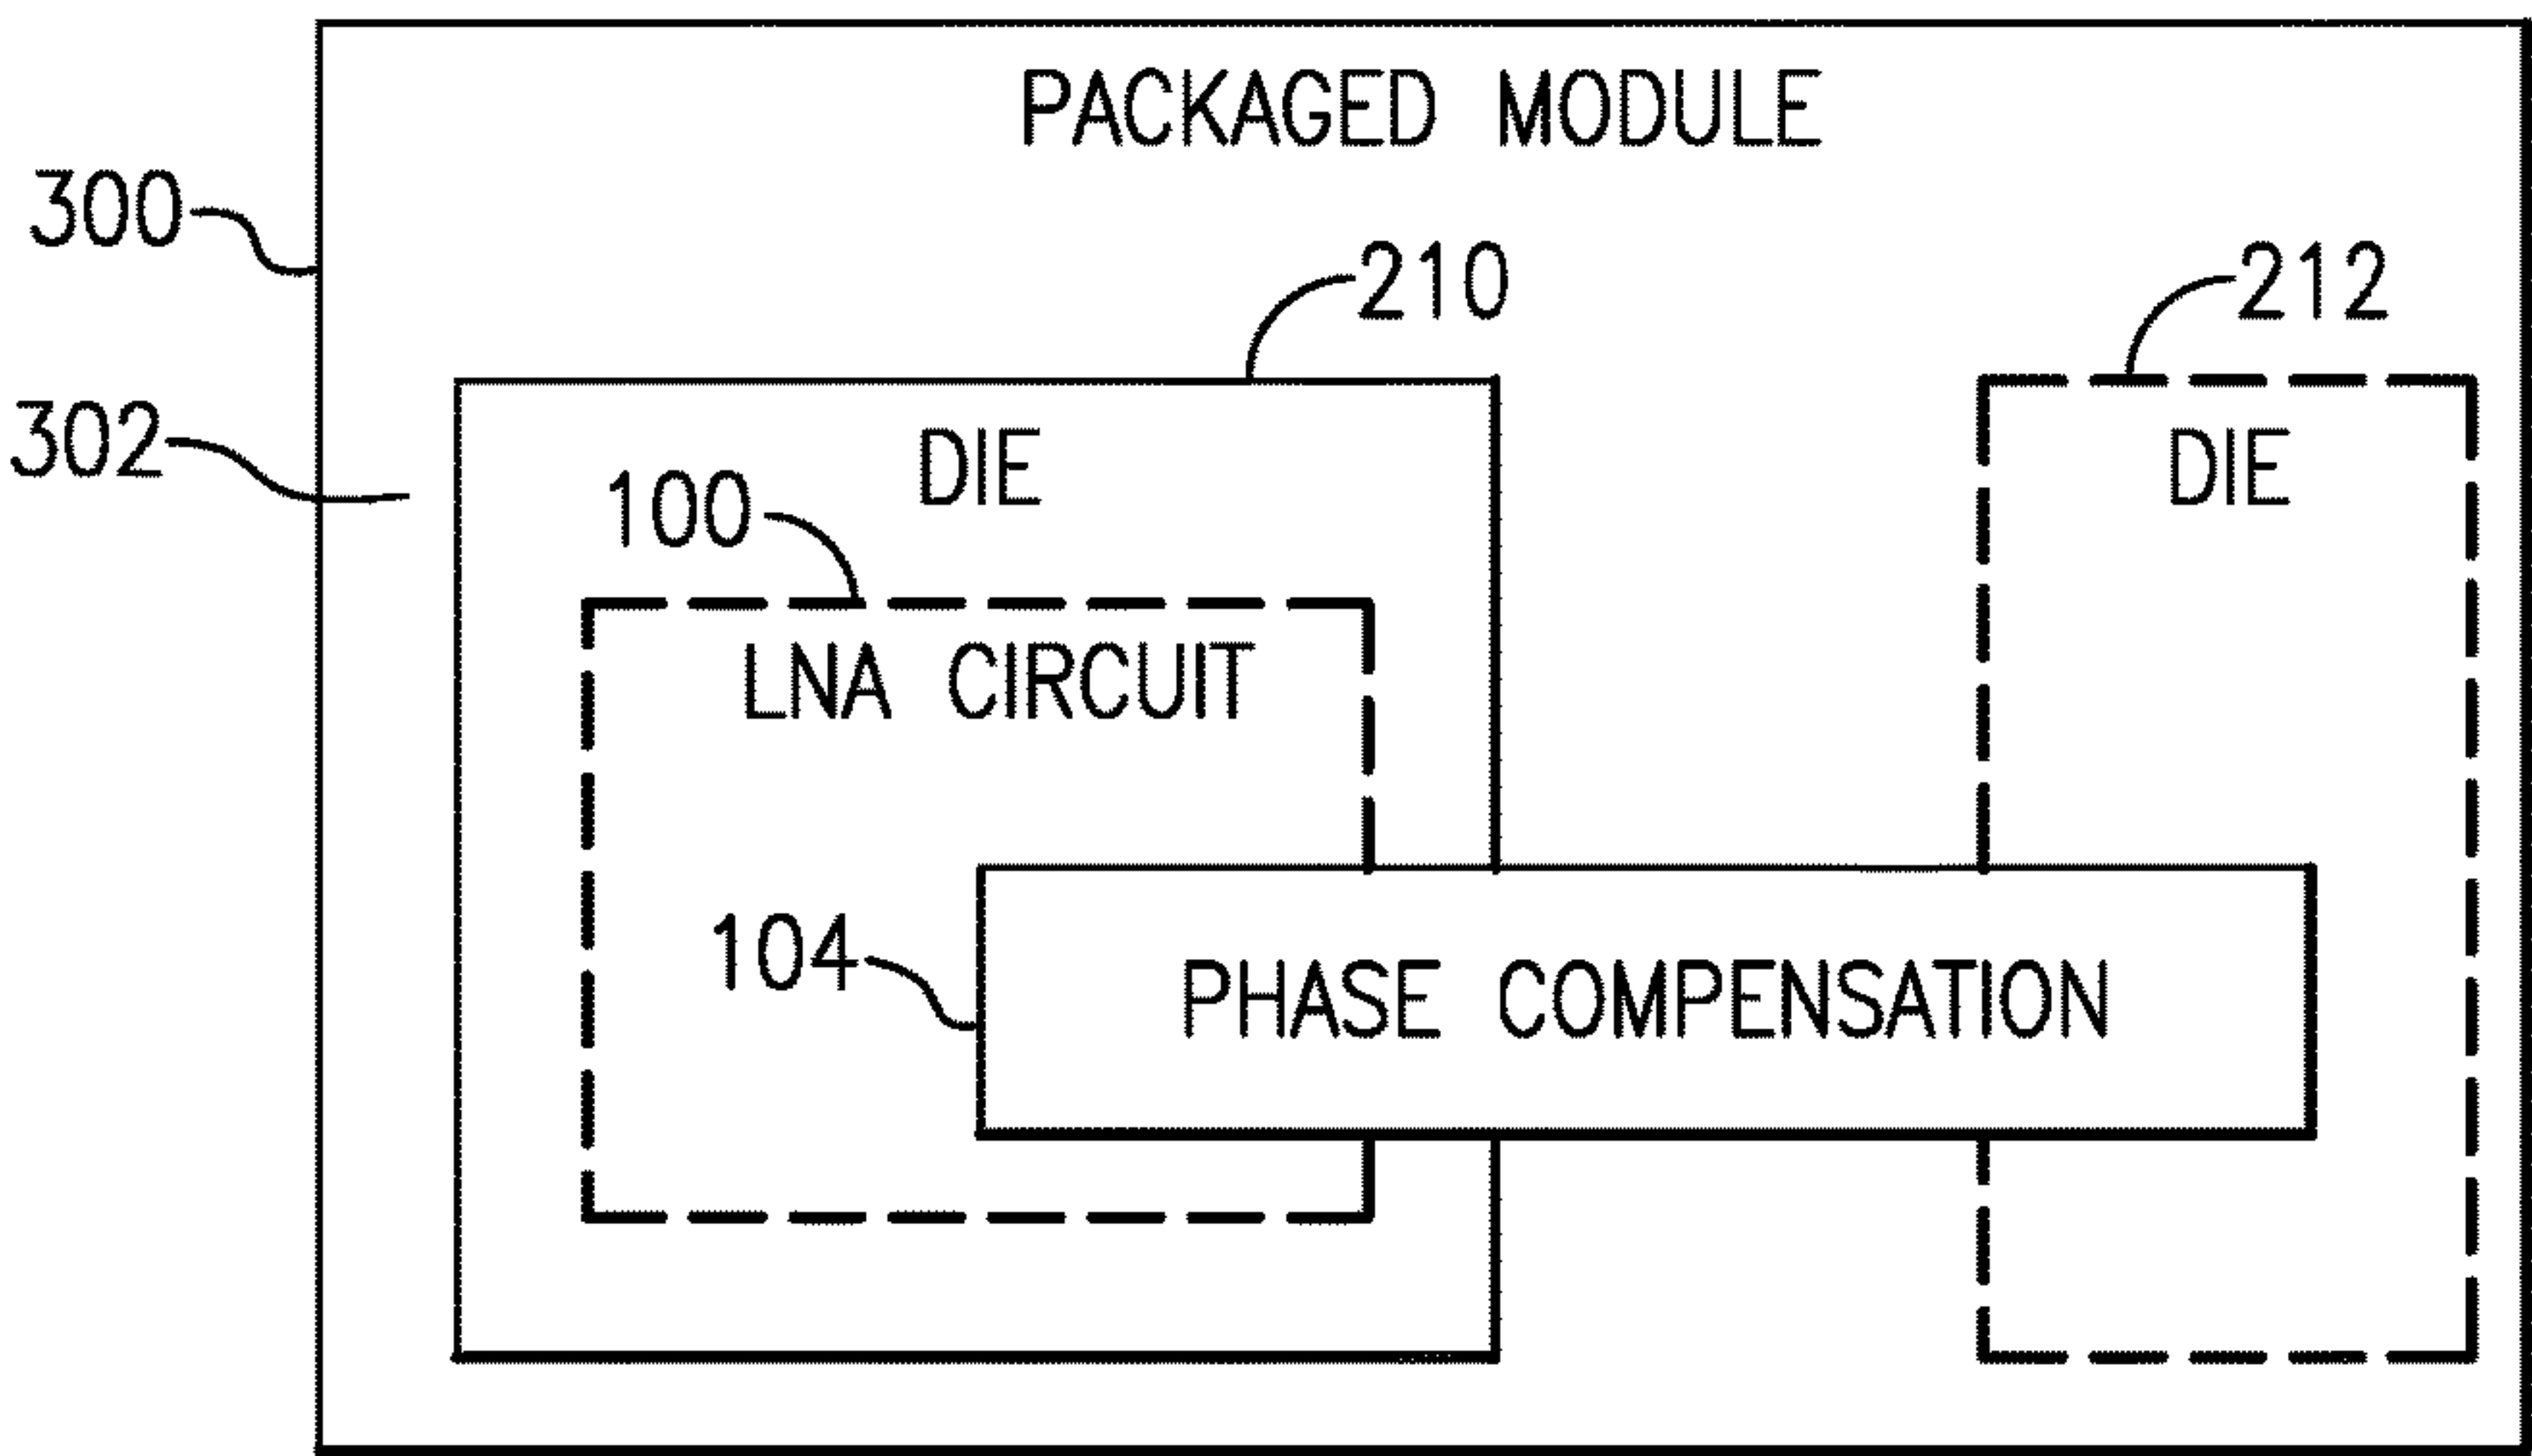 PACKAGED MODULE
300
210
212
302
DIE
DIE
100
LNA CIRCUIT
104
PHASE COMPENSATION